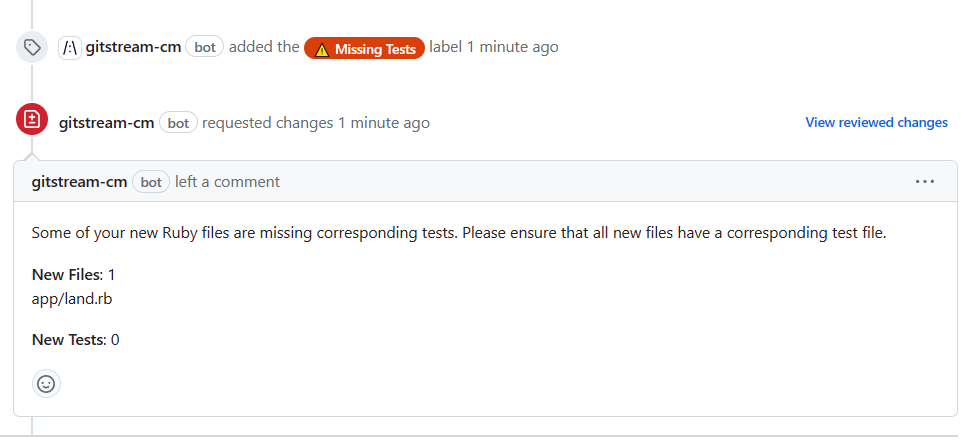 /:\ gitstream-cm bot added the ⚠️ Missing Tests label 1 minute ago
gitstream-cm bot requested changes 1 minute ago View reviewed changes
gitstream-cm bot left a comment ...
Some of your new Ruby files are missing corresponding tests. Please ensure that all new files have a corresponding test file.
New Files: 1
app/land.rb
New Tests: 0